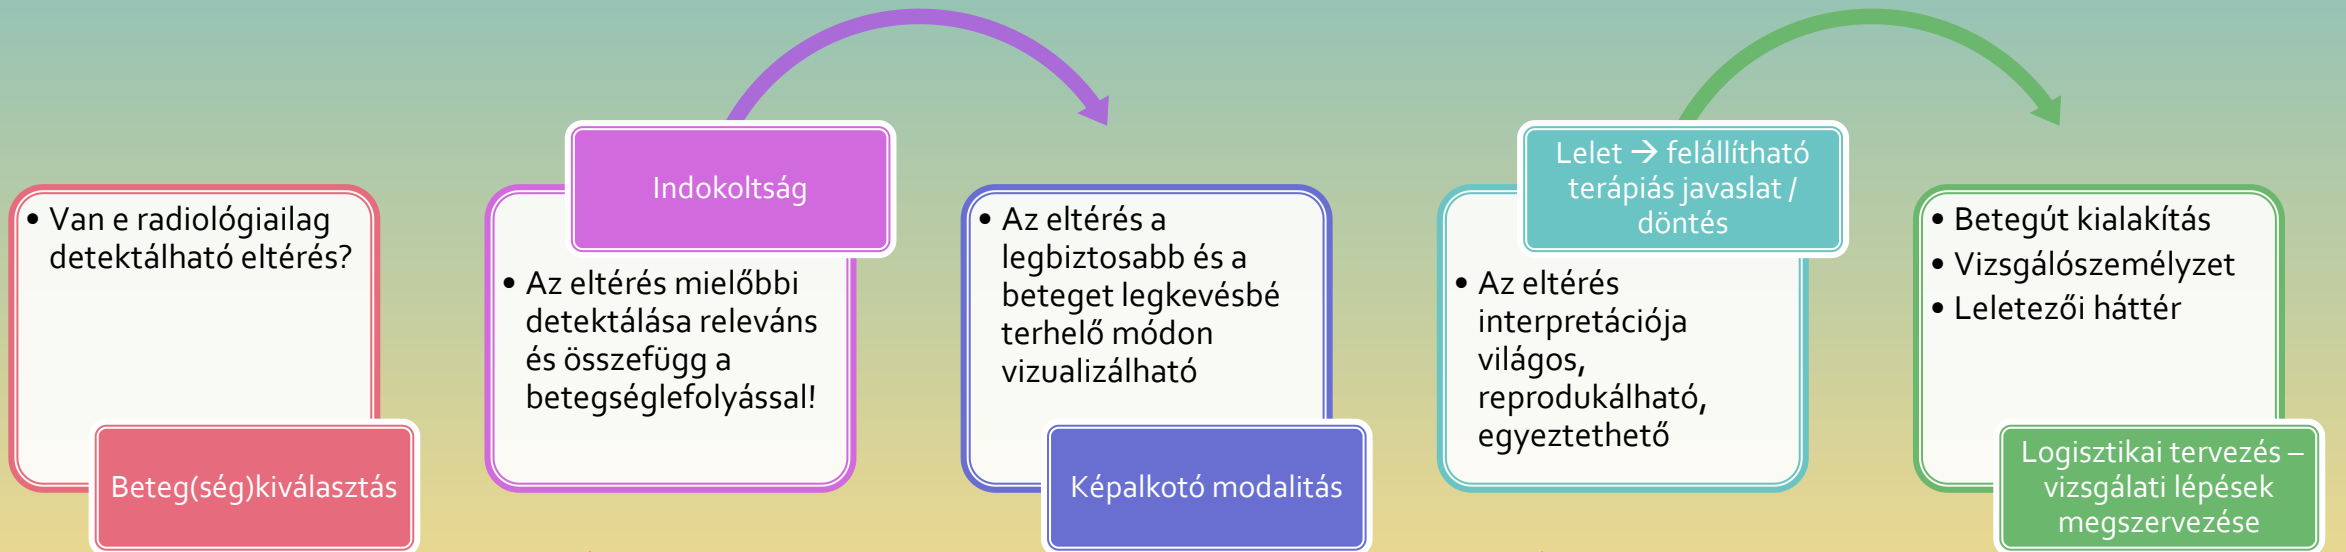 • Van e radiológiailag
detektálható eltérés?
Beteg(ség)kiválasztás
Indokoltság
• Az eltérés mielőbbi
detektálása releváns
és összefügg a
betegséglefolyással!
• Az eltérés a
legbiztosabb és a
beteget legkevésbé
terhelő módon
vizualizálható
Képalkotó modalitás
Lelet → felállítható
terápiás javaslat /
döntés
• Az eltérés
interpretációja
világos,
reprodukálható,
egyeztethető
• Betegút kialakítás
• Vizsgálószemélyzet
• Leletezői háttér
Logisztikai tervezés –
vizsgálati lépések
megszervezése